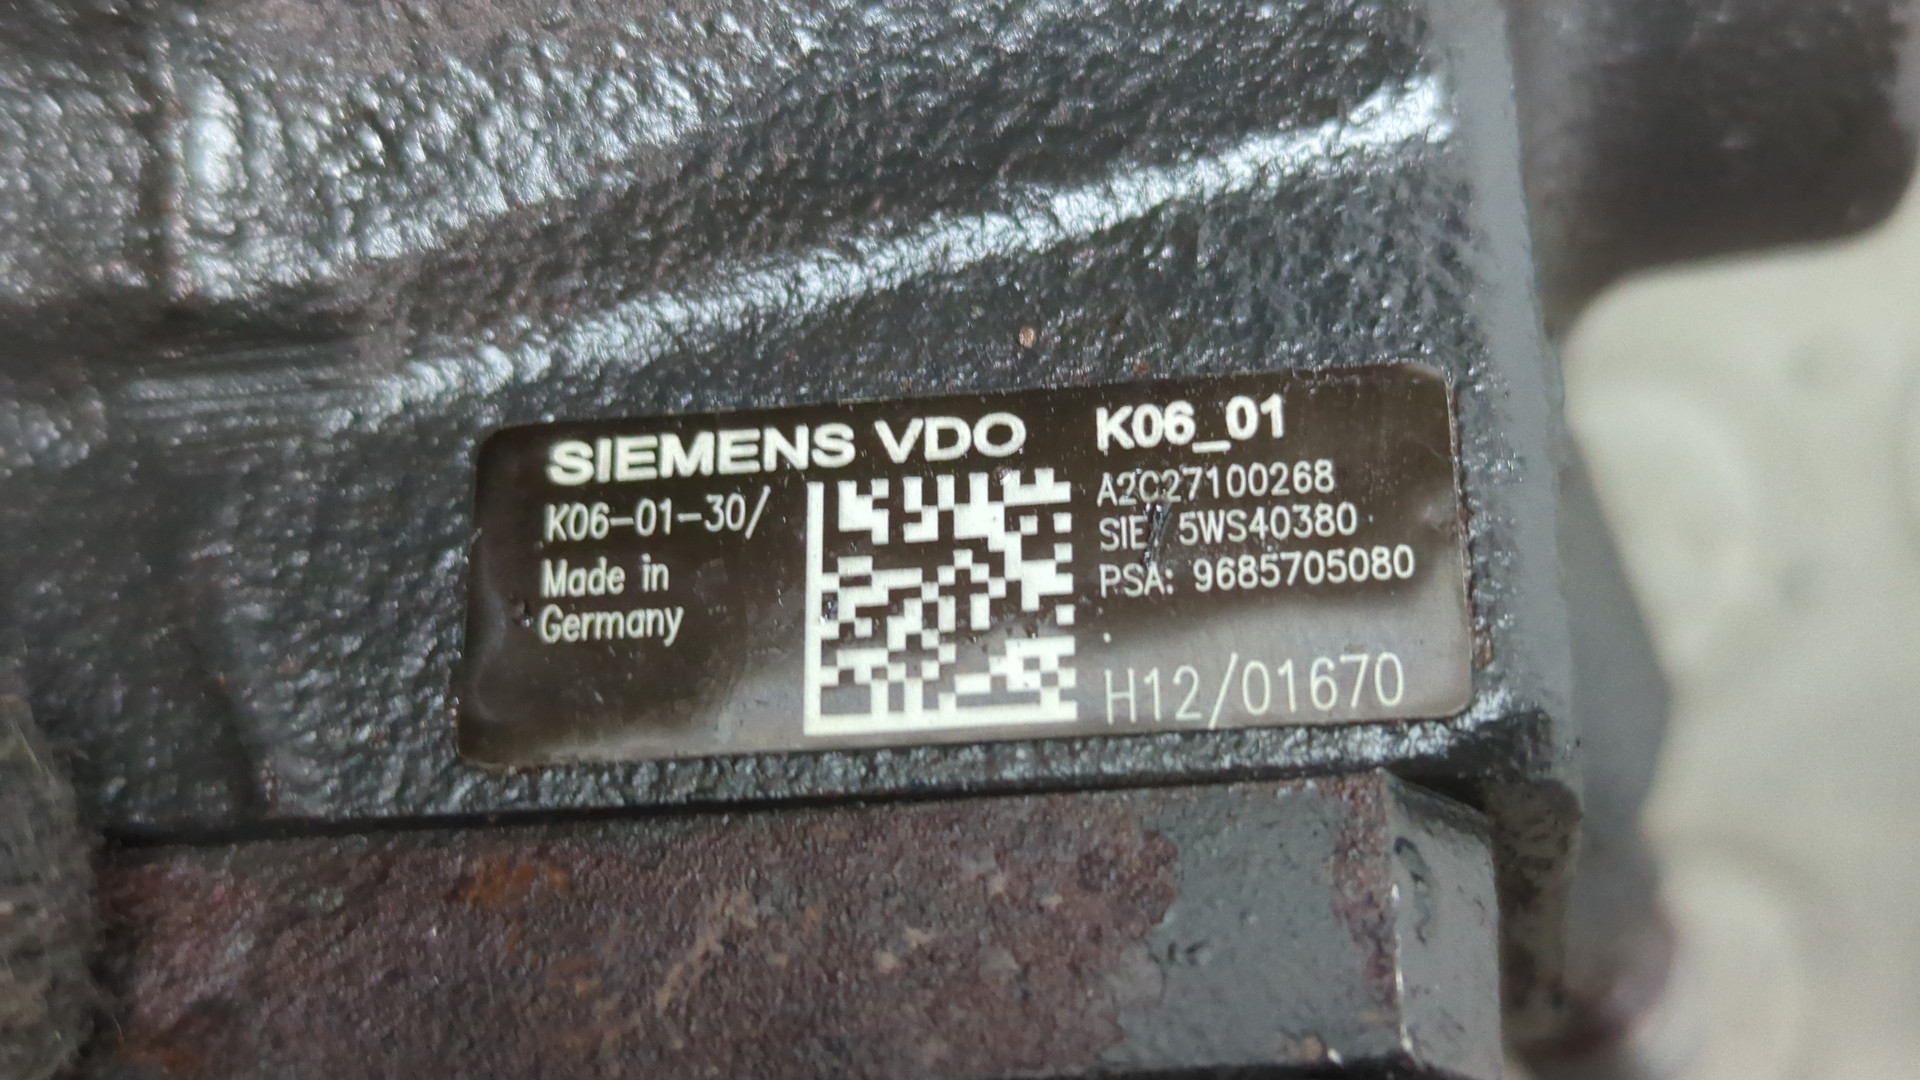 SIEMENS VDO
K06-01-30/
Made in
Germany
K06_01
A2C27100268
SIE/ 5WS40380
PSA: 9685705080
H12/01670